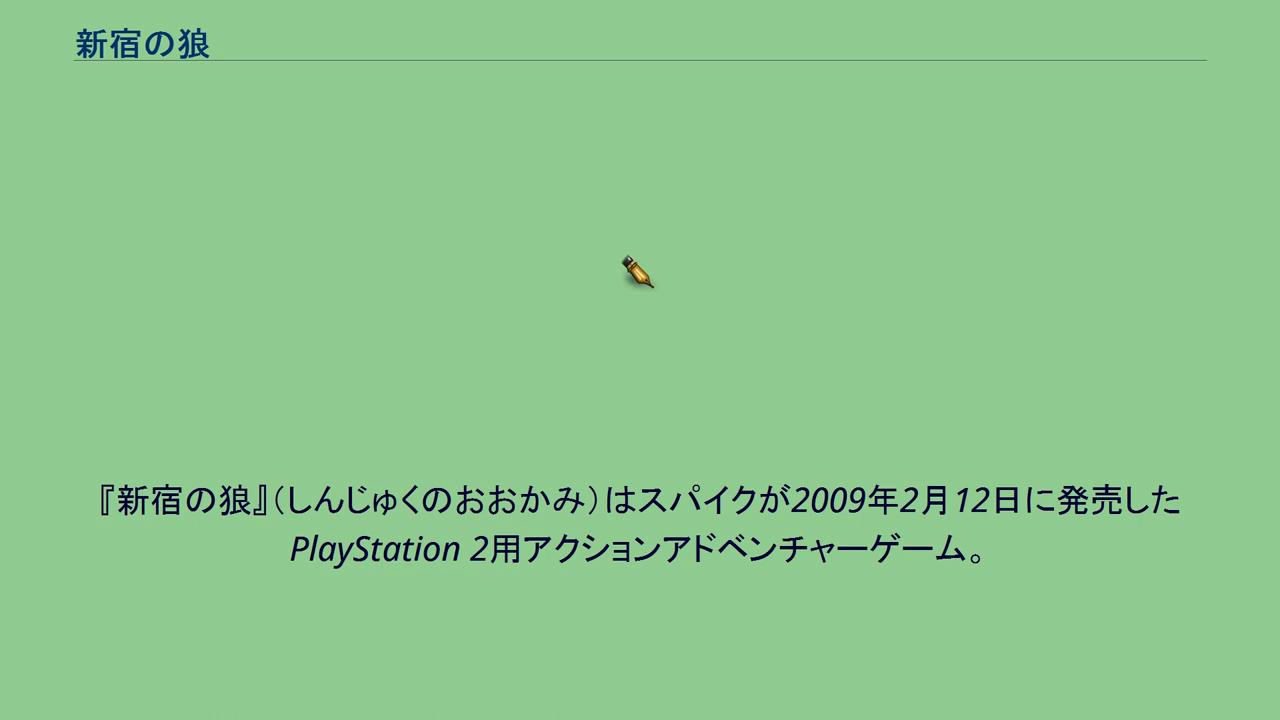 新宿の狼
『新宿の狼』（しんじゅくのおおかみ）はスパイクが2009年2月12日に発売した
PlayStation 2用アクションアドベンチャーゲーム。